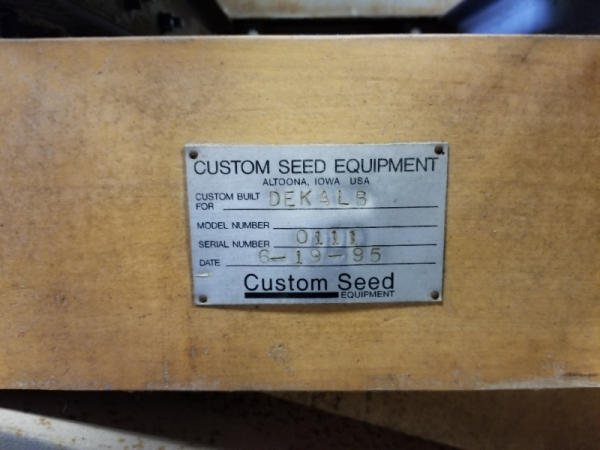 CUSTOM SEED EQUIPMENT
ALTOONA, IOWA USA
CUSTOM BUILT
FOR DEKALB
MODEL NUMBER
SERIAL NUMBER 0111
DATE 6-19-95
Custom Seed
EQUIPMENT